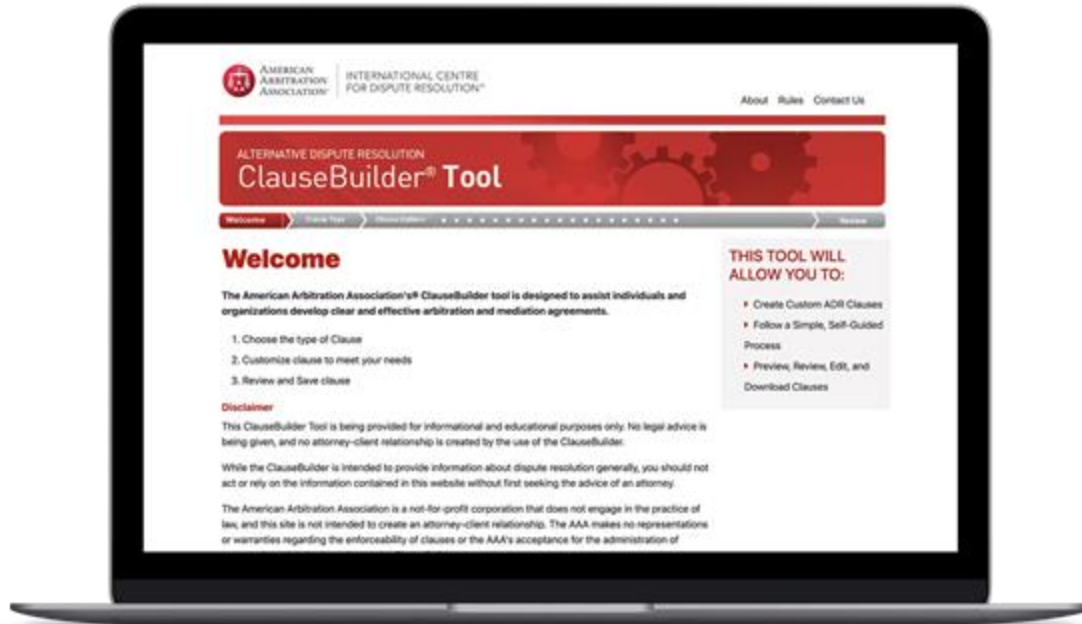 AMERICAN
ARBITRATION
ASSOCIATION®
INTERNATIONAL CENTRE
FOR DISPUTE RESOLUTION®
About Rules Contact Us
ALTERNATIVE DISPUTE RESOLUTION
ClauseBuilder® Tool
Welcome
Review
Welcome
The American Arbitration Association's® ClauseBuilder tool is designed to assist individuals and
organizations develop clear and effective arbitration and mediation agreements.
1. Choose the type of Clause
2. Customize clause to meet your needs
3. Review and Save clause
Disclaimer
This ClauseBuilder Tool is being provided for informational and educational purposes only. No legal advice is
being given, and no attorney-client relationship is created by the use of the ClauseBuilder.
While the ClauseBuilder is intended to provide information about dispute resolution generally, you should not
act or rely on the information contained in this website without first seeking the advice of an attorney.
The American Arbitration Association is a not-for-profit corporation that does not engage in the practice of
law, and this site is not intended to create an attorney-client relationship. The AAA makes no representations
or warranties regarding the enforceability of clauses or the AAA's acceptance for the administration of
THIS TOOL WILL
ALLOW YOU TO:
Create Custom ADR Clauses
Follow a Simple, Self-Guided
Process
Preview, Review, Edit, and
Download Clauses